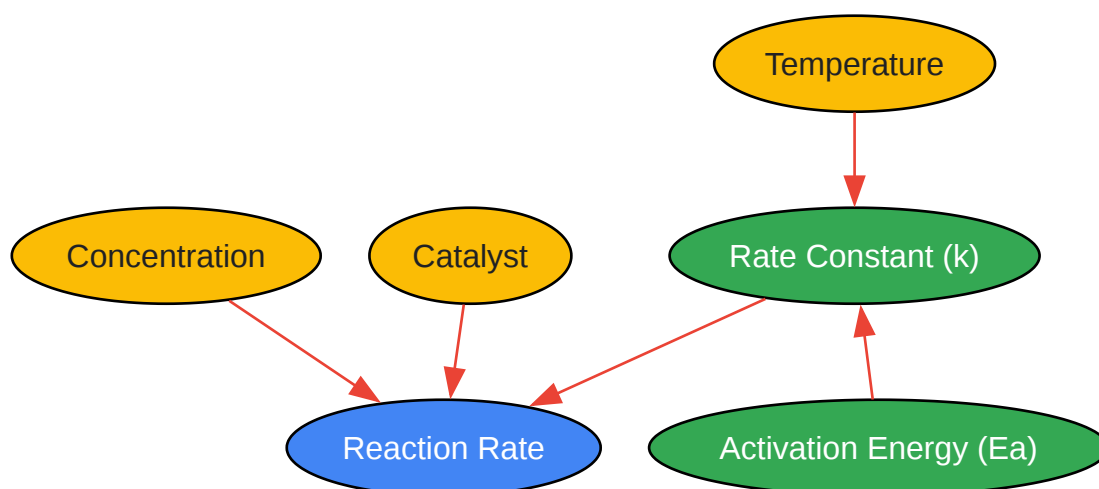 Temperature
Concentration
Catalyst
Rate Constant (k)
Reaction Rate
Activation Energy (Ea)